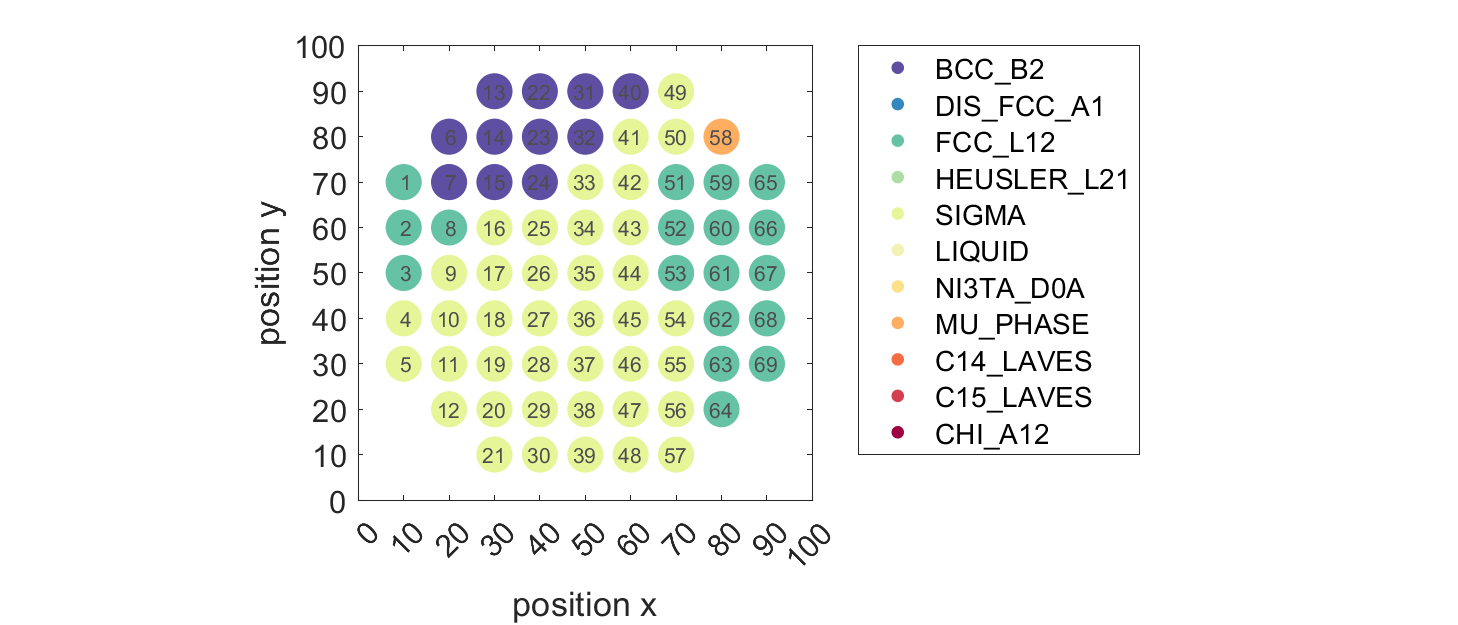 100
90
80
70
60
50
40
30
20
10
0
position y
13 22 31 40 49
6 14 23 32 41 50 58
1 7 15 24 33 42 51 59 65
2 8 16 25 34 43 52 60 66
3 9 17 26 35 44 53 61 67
4 10 18 27 36 45 54 62 68
5 11 19 28 37 46 55 63 69
12 20 29 38 47 56 64
21 30 39 48 57
0 10 20 30 40 50 60 70 80 90 100
position x
BCC_B2
DIS_FCC_A1
FCC_L12
HEUSLER_L21
SIGMA
LIQUID
NI3TA_D0A
MU_PHASE
C14_LAVES
C15_LAVES
CHI_A12